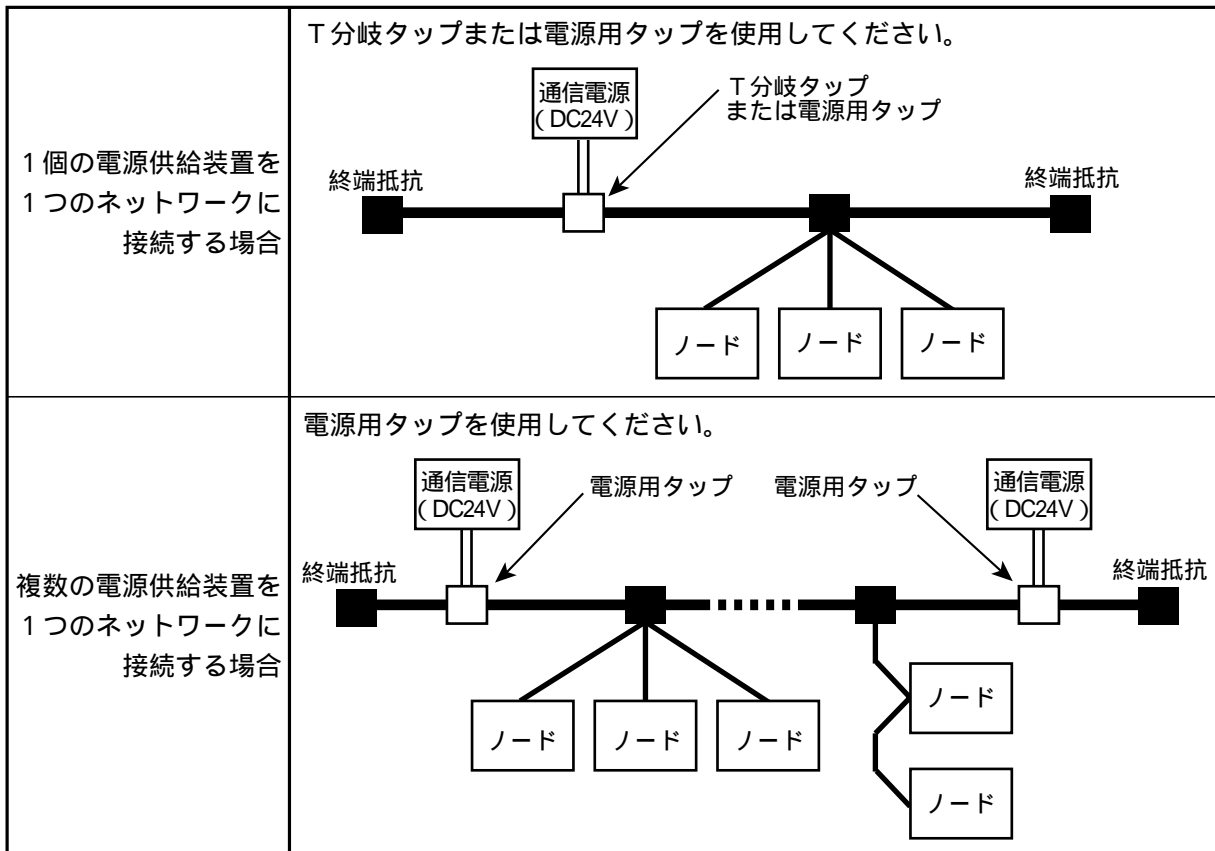 1個の電源供給装置を
1つのネットワークに
接続する場合
T分岐タップまたは電源用タップを使用してください。
通信電源
(DC24V)
T分岐タップ
または電源用タップ
終端抵抗
終端抵抗
ノード
ノード
ノード
複数の電源供給装置を
1つのネットワークに
接続する場合
電源用タップを使用してください。
通信電源
(DC24V)
電源用タップ
電源用タップ
通信電源
(DC24V)
終端抵抗
終端抵抗
ノード
ノード
ノード
ノード
ノード